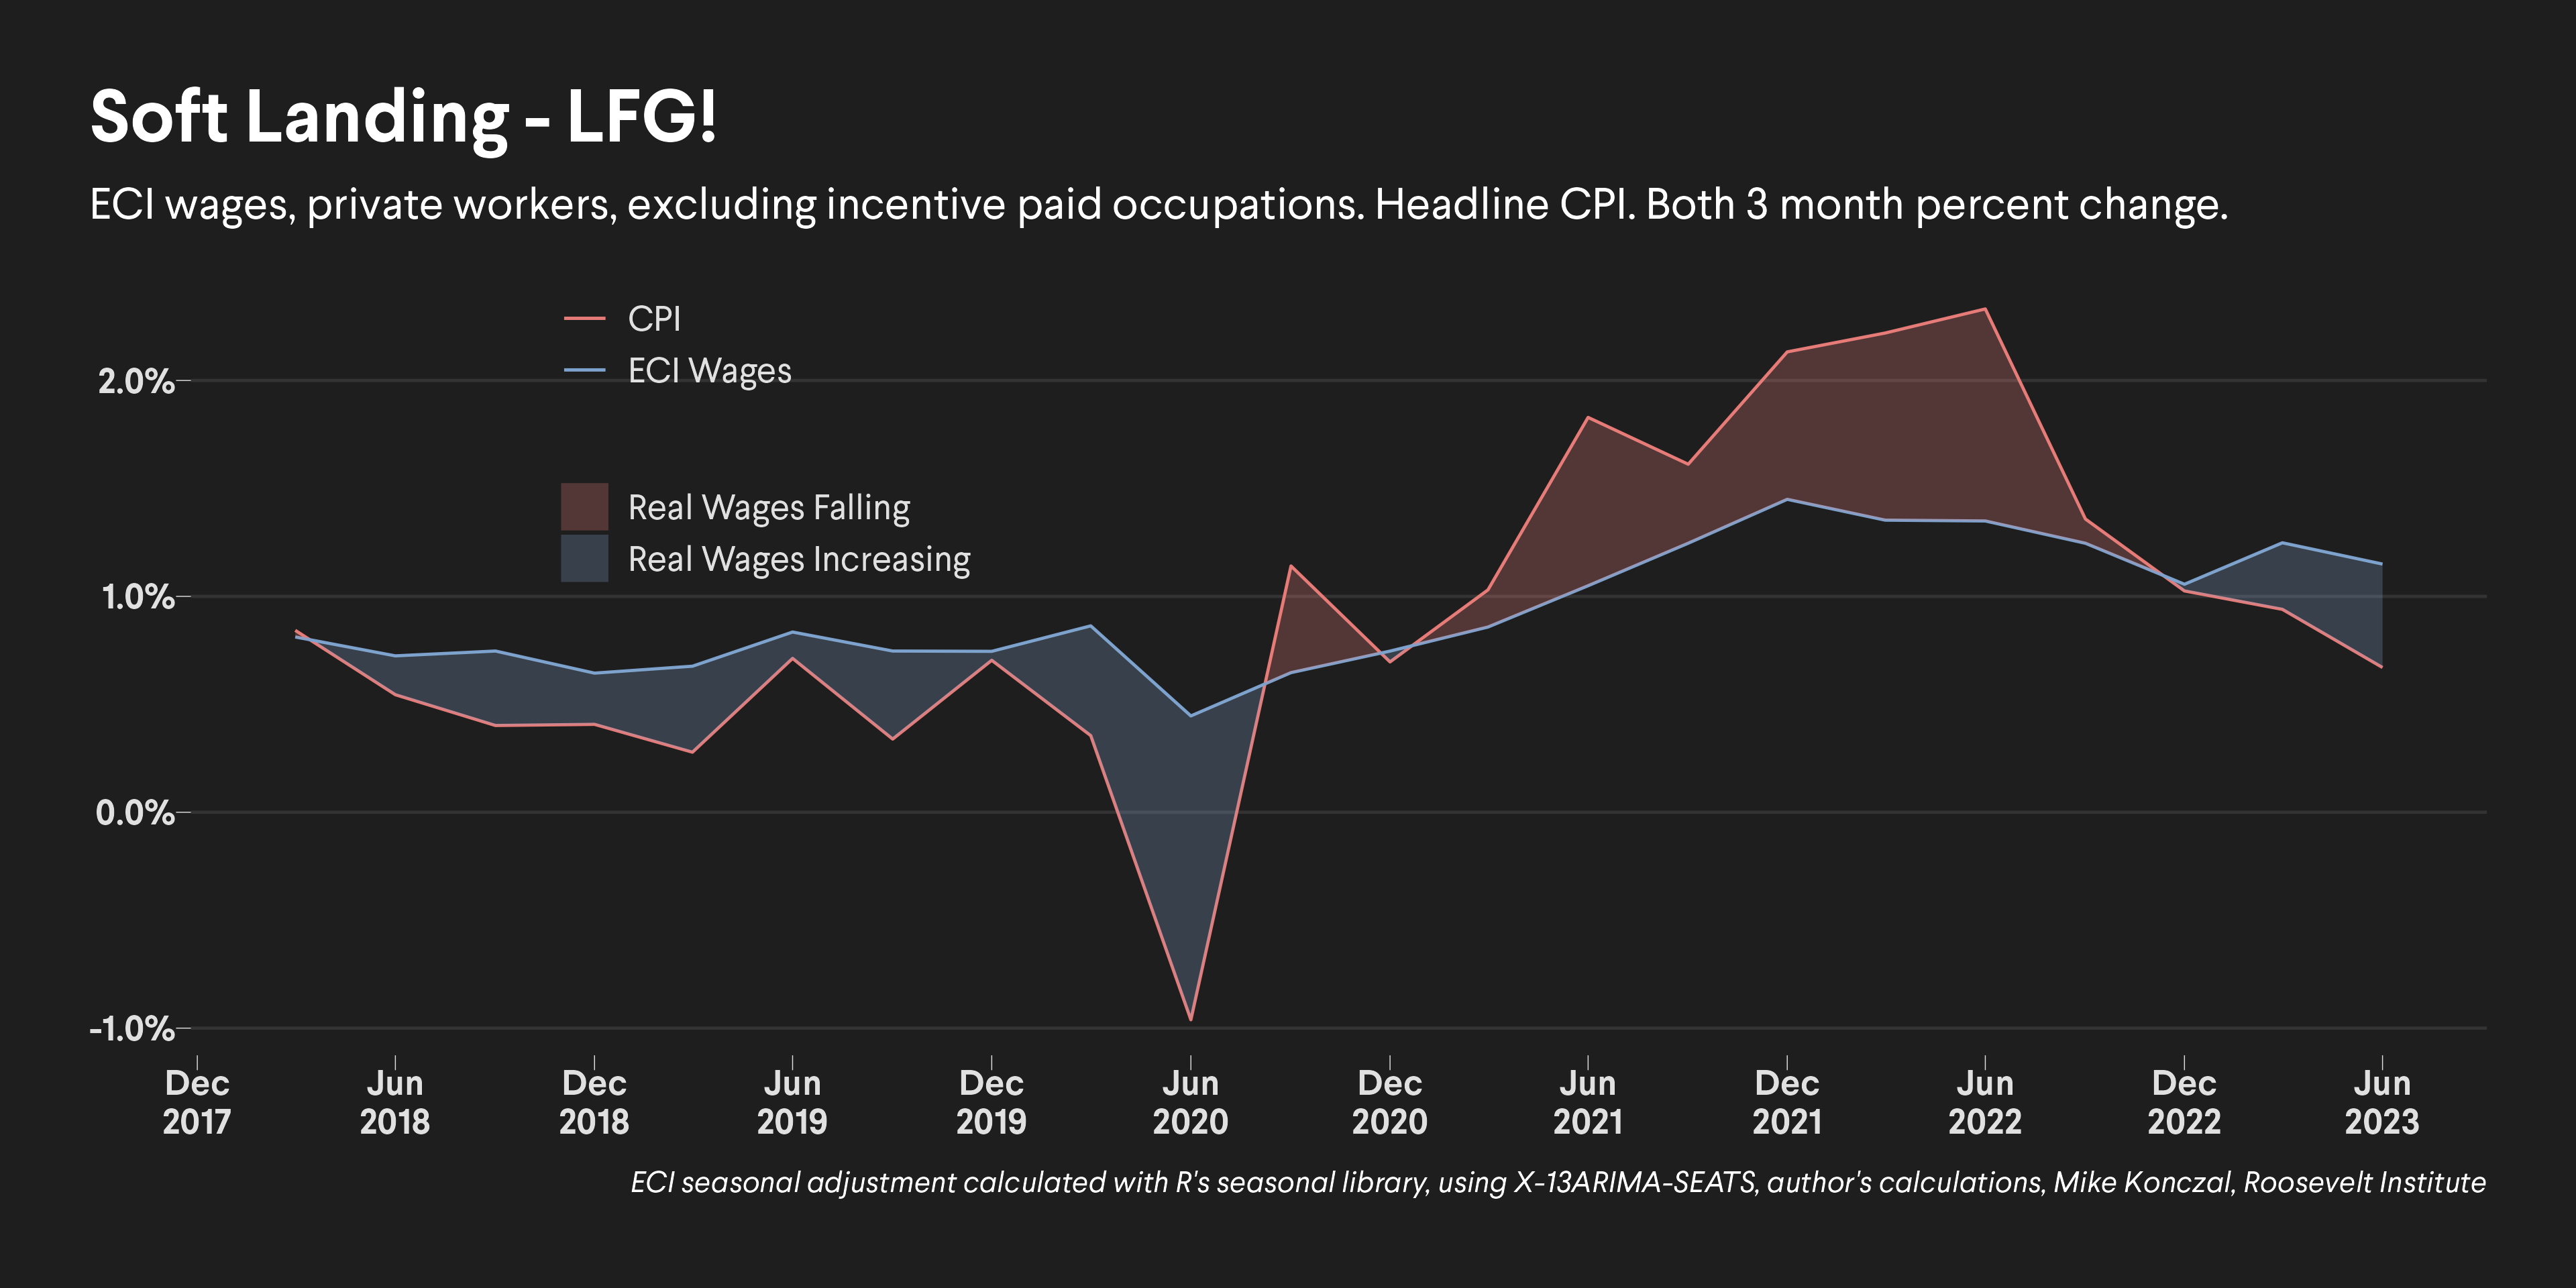 Soft Landing - LFG!
ECI wages, private workers, excluding incentive paid occupations. Headline CPI. Both 3 month percent change.
CPI
ECI Wages
Real Wages Falling
Real Wages Increasing
2.0%
1.0%
0.0%
-1.0%
Dec Jun Dec Jun Dec Jun Dec Jun Dec Jun Dec Jun
2017 2018 2018 2019 2019 2020 2020 2021 2021 2022 2022 2023
ECI seasonal adjustment calculated with R's seasonal library, using X-13ARIMA-SEATS, author's calculations, Mike Konczal, Roosevelt Institute